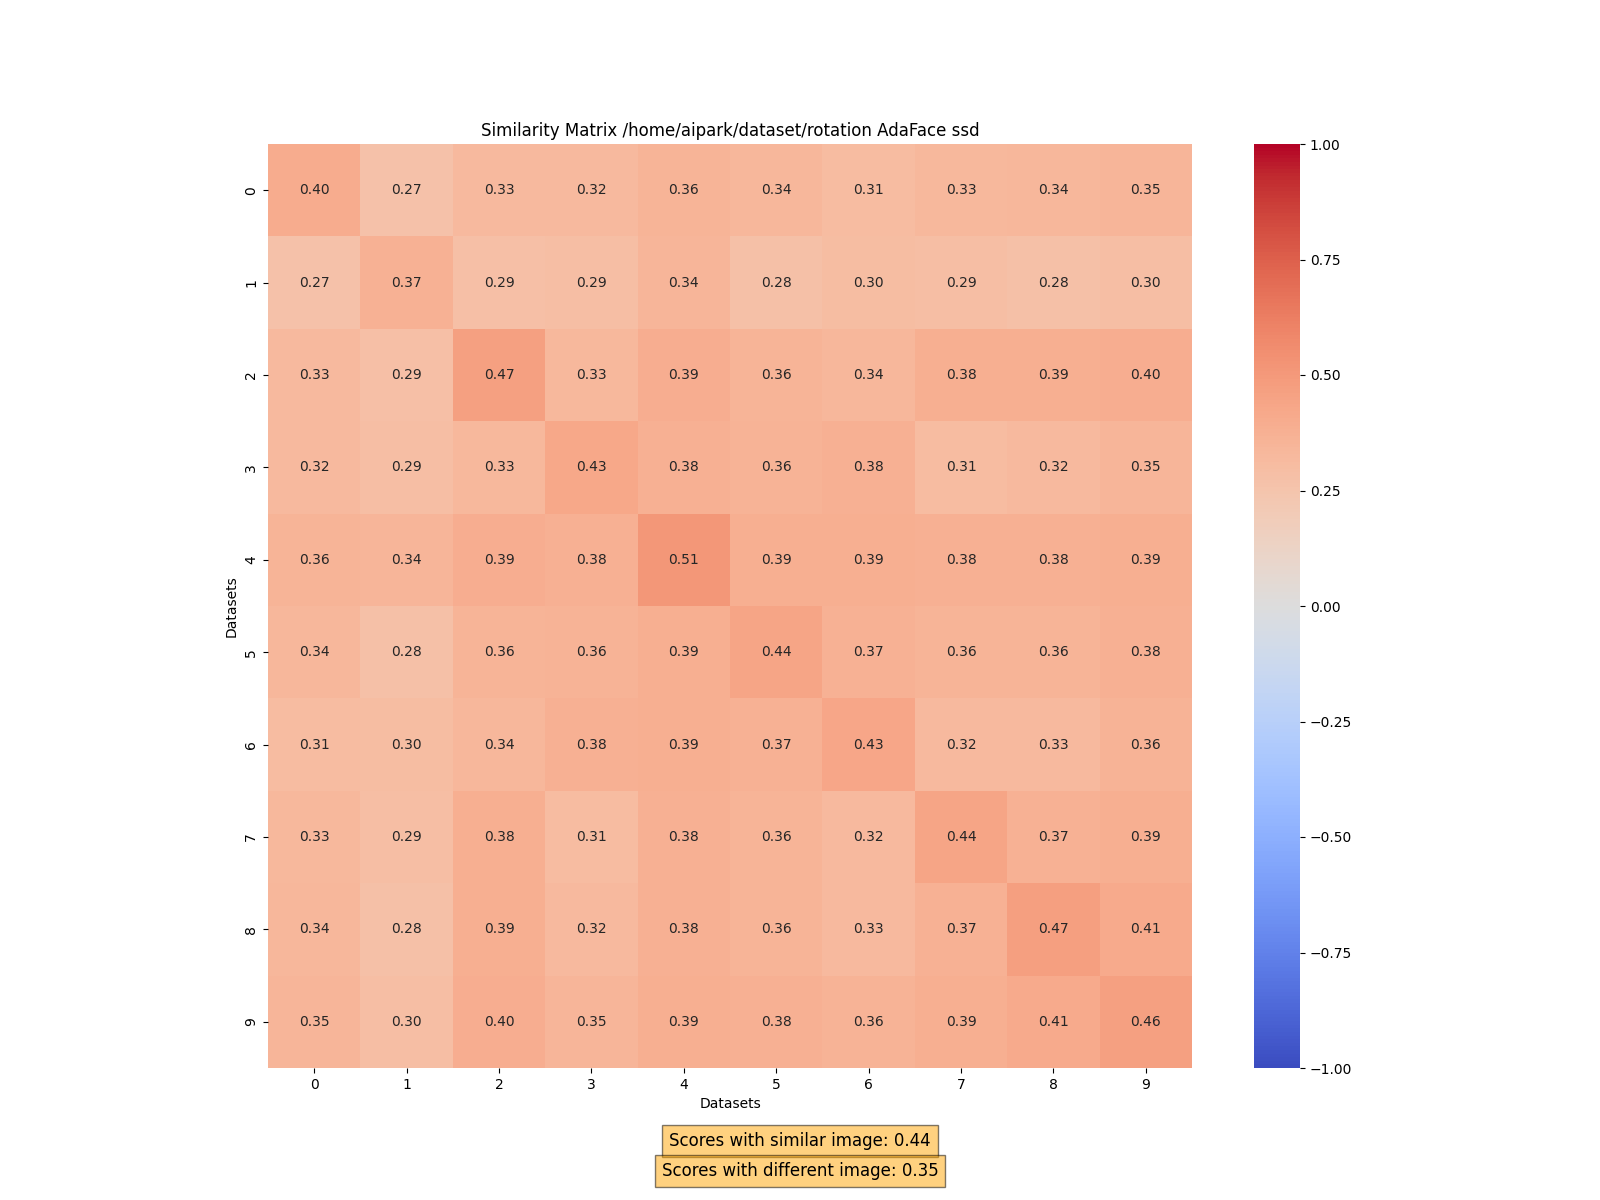 Similarity Matrix /home/aipark/dataset/rotation AdaFace ssd
0 0.40 0.27 0.33 0.32 0.36 0.34 0.31 0.33 0.34 0.35
1 0.27 0.37 0.29 0.29 0.34 0.28 0.30 0.29 0.28 0.30
2 0.33 0.29 0.47 0.33 0.39 0.36 0.34 0.38 0.39 0.40
3 0.32 0.29 0.33 0.43 0.38 0.36 0.38 0.31 0.32 0.35
4 0.36 0.34 0.39 0.38 0.51 0.39 0.39 0.38 0.38 0.39
Datasets
5 0.34 0.28 0.36 0.36 0.39 0.44 0.37 0.36 0.36 0.38
6 0.31 0.30 0.34 0.38 0.39 0.37 0.43 0.32 0.33 0.36
7 0.33 0.29 0.38 0.31 0.38 0.36 0.32 0.44 0.37 0.39
8 0.34 0.28 0.39 0.32 0.38 0.36 0.33 0.37 0.47 0.41
9 0.35 0.30 0.40 0.35 0.39 0.38 0.36 0.39 0.41 0.46
0 1 2 3 4 5 6 7 8 9
Datasets
1.00
0.75
0.50
0.25
0.00
−0.25
−0.50
−0.75
−1.00
Scores with similar image: 0.44
Scores with different image: 0.35